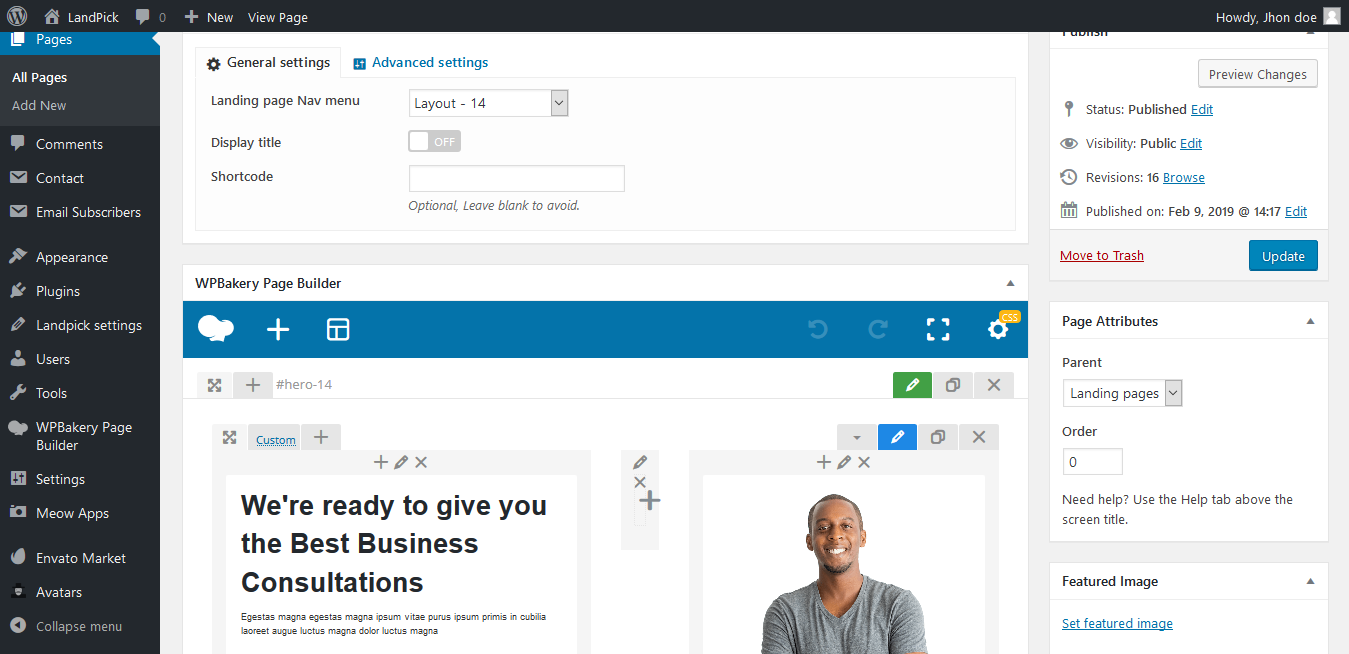 LandPick 0 New View Page Howdy, Jhon doe
Pages
All Pages
Add New
Comments
Contact
Email Subscribers
Appearance
Plugins
Landpick settings
Users
Tools
WPBakery Page
Builder
Settings
Meow Apps
Envato Market
Avatars
Collapse menu
General settings Advanced settings
Landing page Nav menu Layout - 14
Display title OFF
Shortcode
Optional, Leave blank to avoid.
WPBakery Page Builder
CSS
#hero-14
Custom
We're ready to give you
the Best Business
Consultations
Egestas magna egestas magna ipsum vitae purus ipsum primis in cubilia
laoreet augue luctus magna dolor luctus magna
Publish
Preview Changes
Status: Published Edit
Visibility: Public Edit
Revisions: 16 Browse
Published on: Feb 9, 2019 @ 14:17 Edit
Move to Trash Update
Page Attributes
Parent
Landing pages
Order
0
Need help? Use the Help tab above the
screen title.
Featured Image
Set featured image